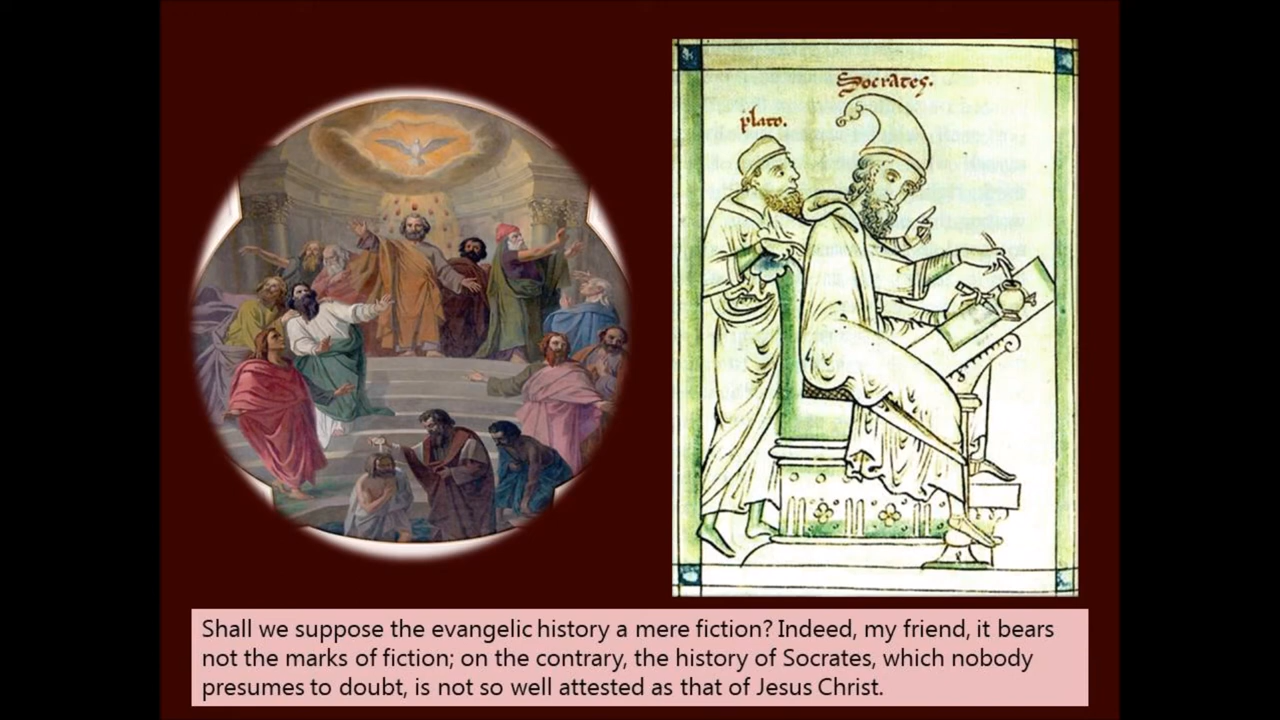 Socrates.
plato.
Shall we suppose the evangelic history a mere fiction? Indeed, my friend, it bears
not the marks of fiction; on the contrary, the history of Socrates, which nobody
presumes to doubt, is not so well attested as that of Jesus Christ.